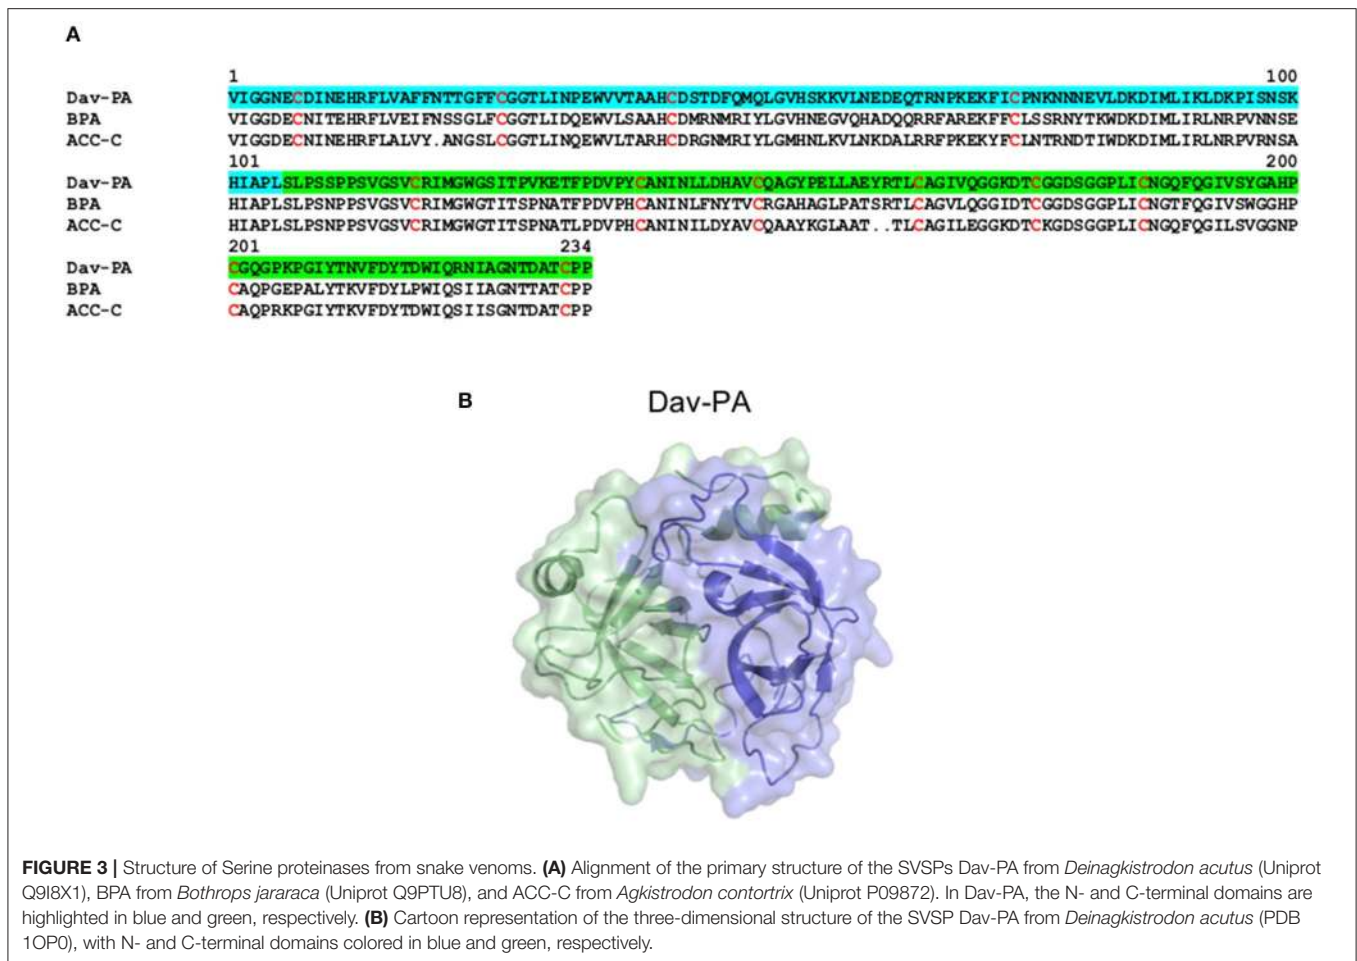 A
1 100
Dav-PA VIGGNECDINEHRFLVAFFNTTGFFCGGTLINPEWVVTAAHCDSTDFQMQLGVHSKKVLNEDEQTRNPKEKFICPNKNNNEVLDKDIMLIKLDKPISNSK
BPA VIGGDECNITEHRFLVEIFNSSGLFCGGTLIDQEWVLSAAHCDMRNMRIYLGVHNEGVQHADQQRRFAREKFFCLSSRNYTKWDKDIMLIRLNRPVNNSE
ACC-C VIGGDECNINEHRFLALVY.ANGSLCGGTLINQEWVLTARHCDRGNMRIYLGMHNLKVLNKDALRRFPKEKYFCLNTRNDTIWDKDIMLIRLNRPVRNSA
101 200
Dav-PA HIAPLSLPSSPPSVGSVCRIMGWGSITPVKETFPDVPYCANINLLDHAVCQAGYPELLAEYRTLCAGIVQGGKDTCGGDSGGPLICNGQFQGIVSYGAHP
BPA HIAPLSLPSNPPSVGSVCRIMGWGTITSPNATFPDVPHCANINLFNYTVCRGAHAGLPATSRTLCAGVLQGGIDTCGGDSGGPLICNGTFQGIVSWGGHP
ACC-C HIAPLSLPSNPPSVGSVCRIMGWGTITSPNATLPDVPHCANINILDYAVCQAAYKGLAAT..TLCAGILEGGKDTCKGDSGGPLICNGQFQGILSVGGNP
201 234
Dav-PA CGQGPKPGIYTNVFDYTDWIQRNIAGNTDATCPP
BPA CAQPGEPALYTKVFDYLPWIQSIIAGNTTATCPP
ACC-C CAQPRKPGIYTKVFDYTDWIQSIISGNTDATCPP
B Dav-PA
FIGURE 3 | Structure of Serine proteinases from snake venoms. (A) Alignment of the primary structure of the SVSPs Dav-PA from Deinagkistrodon acutus (Uniprot
Q9I8X1), BPA from Bothrops jararaca (Uniprot Q9PTU8), and ACC-C from Agkistrodon contortrix (Uniprot P09872). In Dav-PA, the N- and C-terminal domains are
highlighted in blue and green, respectively. (B) Cartoon representation of the three-dimensional structure of the SVSP Dav-PA from Deinagkistrodon acutus (PDB
1OP0), with N- and C-terminal domains colored in blue and green, respectively.